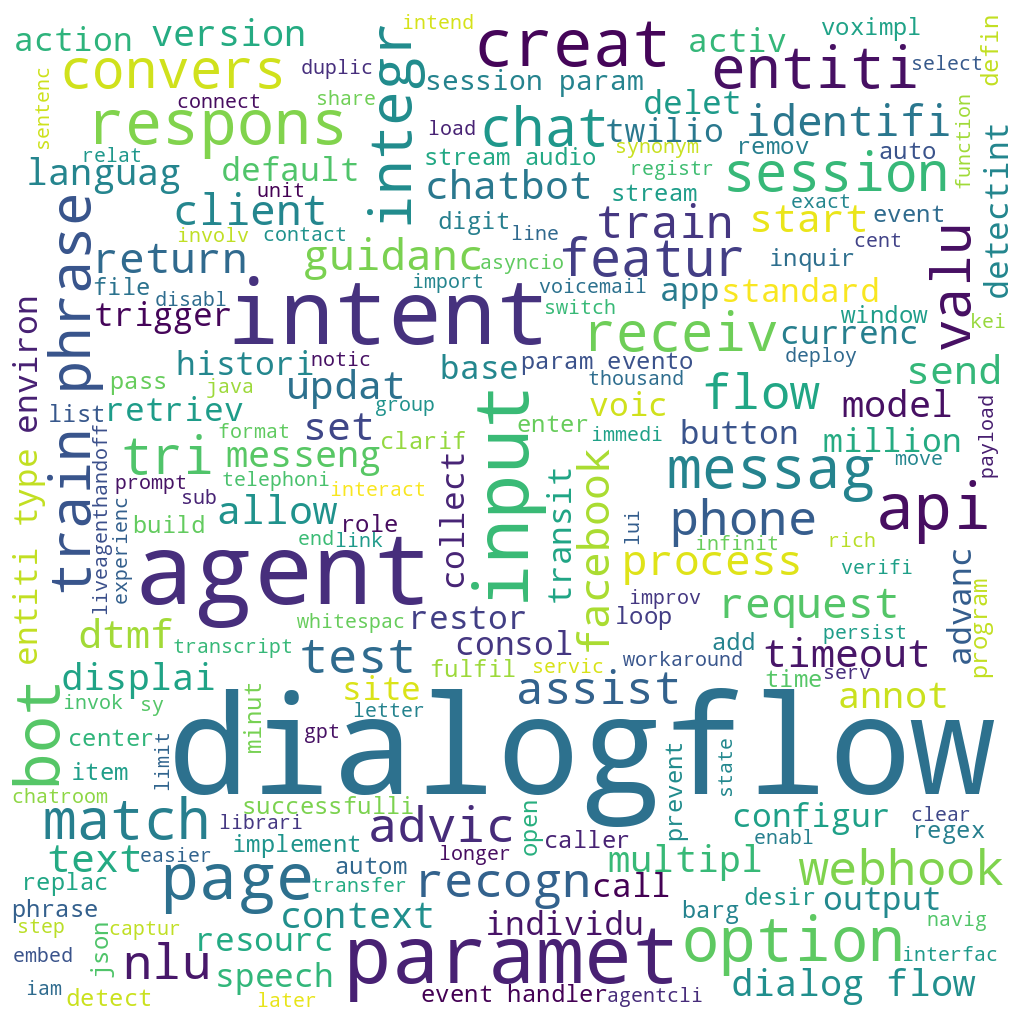 intend
action
version
creat
activ
voximpl
convers
duplic
integr
session param
entiti
select
defin
sentenc
connect
share
delet
respons
load
chat
twilio
identifi
function
relat
languag
default
stream audio
synonym
remov
auto
unit
chatbot
registr
session
detectint
client
stream
exact
phrase
involv
contact
digit
line
train
start
event
return
guidanc
asyncio
featur
inquir
cent
valu
file
disabl
import
voicemail
app
standard
trigger
intent
switch
window
kei
receiv
currenc
environ
histori
notic
base
param evento
deploy
pass
java
updat
thousand
flow
send
list
retriev
group
enter
voic
model
format
set
clarif
immedi
button
million
tri
messeng
input
messag
move
payload
telephoni
facebook
prompt
sub
interact
collect
transit
api
liveagenthandoff
experienc
build
allow
role
phone
lui
end
link
infinit
rich
type
train
agent
process
verifi
advanc
program
improv
entiti
whitespac
restor
loop
request
dtmf
transcript
consol
add
persist
test
workaround
timeout
fulfil
servic
time
serv
displai
site
assist
annot
bot
invok
sy
minut
letter
center
gpt
dialogflow
prevent
state
item
limit
chatroom
successfulli
open
configur
clear
match
librari
advic
caller
enabl
regex
implement
text
easier
longer
multipl
webhook
replac
autom
page
transfer
recogn
call
desir
output
phrase
context
individu
barg
navig
step
captur
json
resourc
option
interfac
embed
nlu
paramet
speech
dialog flow
iam
detect
later
event handler
agentcli